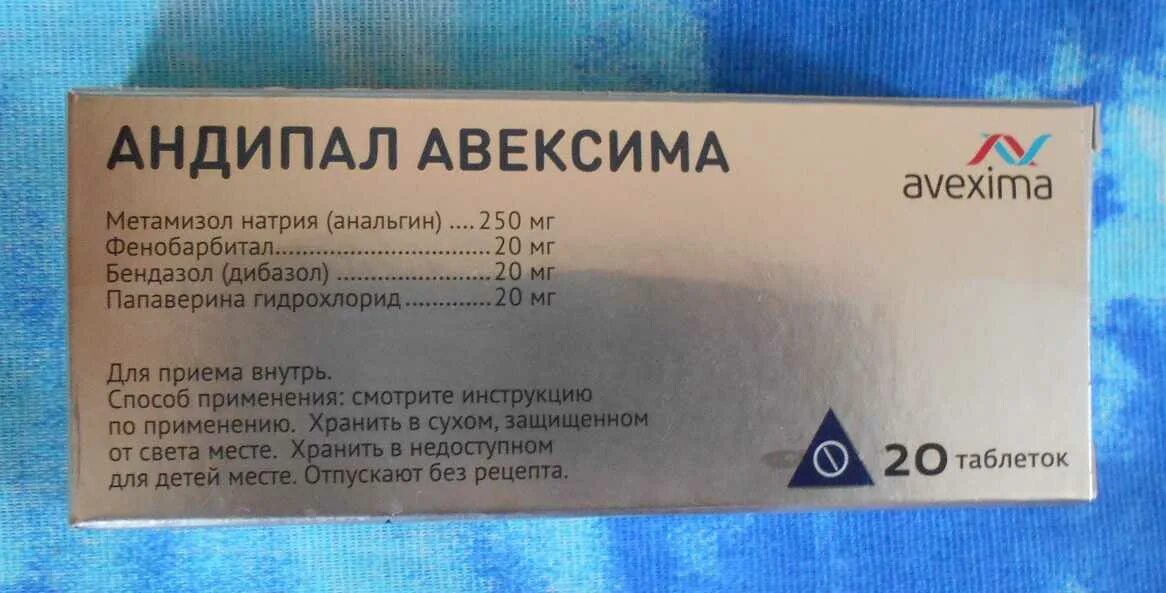 АНДИПАЛ АВЕКСИМА
avexima
Метамизол натрия (анальгин) .... 250 мг
Фенобарбитал.................................. 20 мг
Бендазол (дибазол) ........................ 20 мг
Папаверина гидрохлорид............. 20 мг
Для приема внутрь.
Способ применения: смотрите инструкцию
по применению. Хранить в сухом, защищенном
от света месте. Хранить в недоступном
для детей месте. Отпускают без рецепта.
20 таблеток